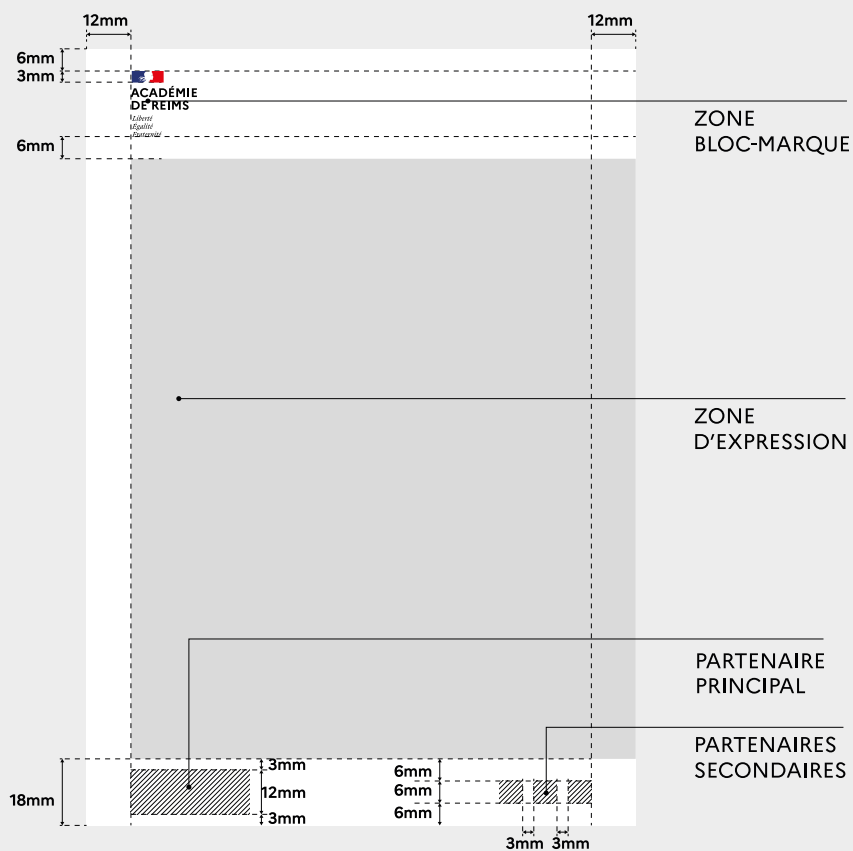 12mm
12mm
6mm
3mm
ACADÉMIE
DE REIMS
Liberté
Égalité
Fraternité
ZONE
BLOC-MARQUE
6mm
ZONE
D'EXPRESSION
PARTENAIRE
PRINCIPAL
PARTENAIRES
SECONDAIRES
3mm
6mm
18mm
12mm
6mm
3mm
6mm
3mm
3mm